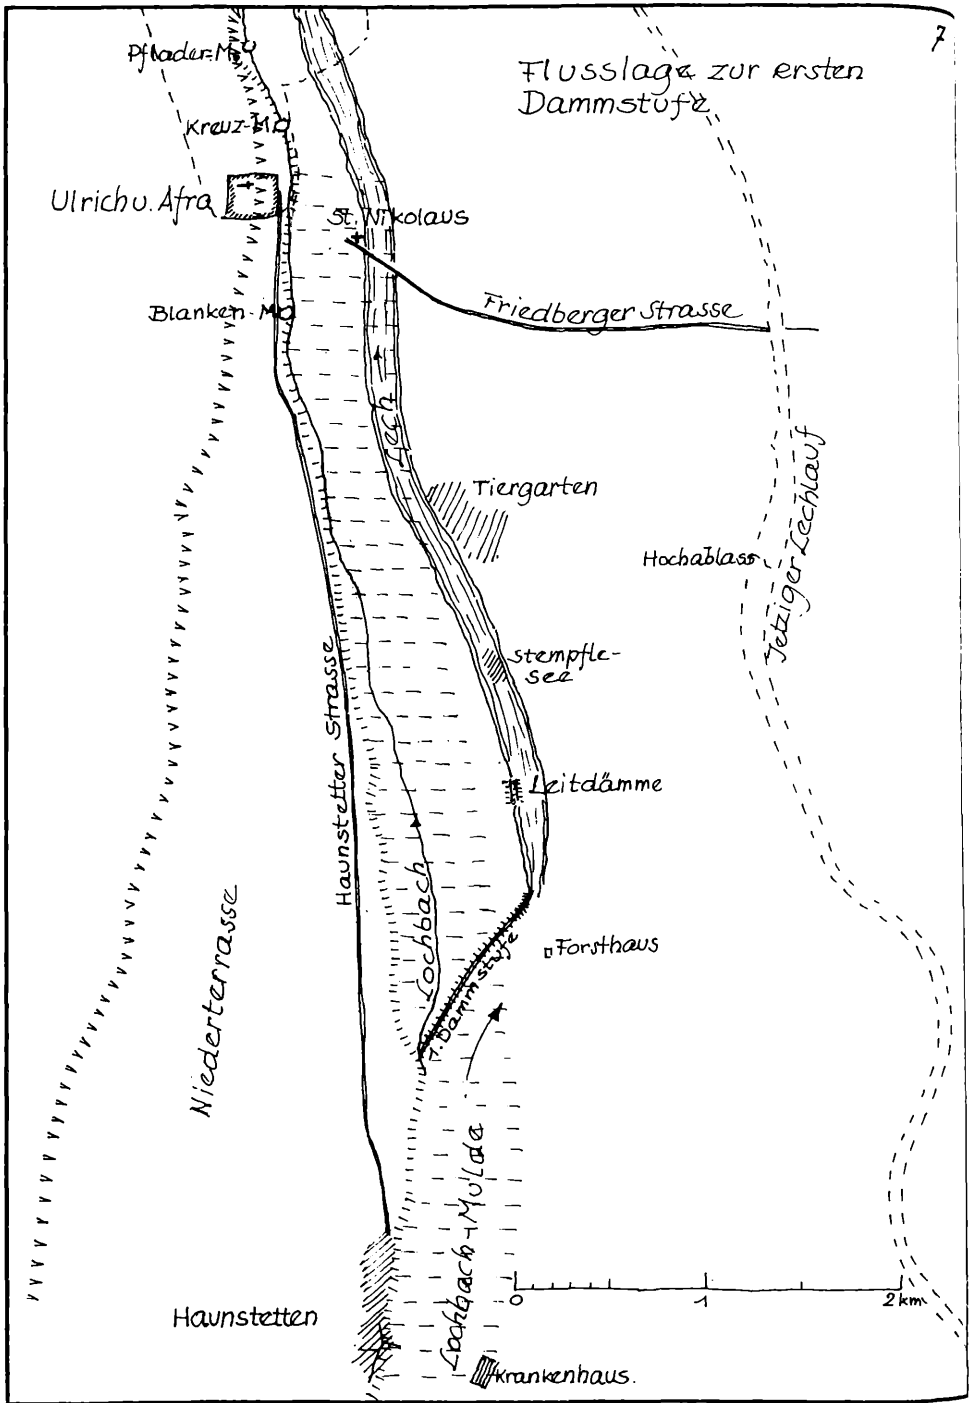 7
Flusslage zur ersten
Dammstufe
Pflader-M
Kreuz-M
Ulrich u. Afra
St. Nikolaus
Friedberger Strasse
Blanken-M
Lech
Tiergarten
Jetziger Lechlauf
Hochablass
Stempfle-
see
Haunstetter Strasse
Leitdämme
Lochbach
Forsthaus
1. Dammstufe
Niederterrasse
Lochbach-Mulde
0 1 2 km
Haunstetten
Krankenhaus.